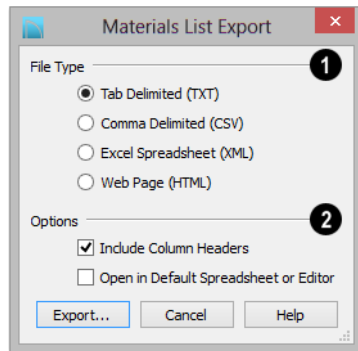 Materials List Export
File Type 1
Tab Delimited (TXT)
Comma Delimited (CSV)
Excel Spreadsheet (XML)
Web Page (HTML)
Options 2
Include Column Headers
Open in Default Spreadsheet or Editor
Export... Cancel Help